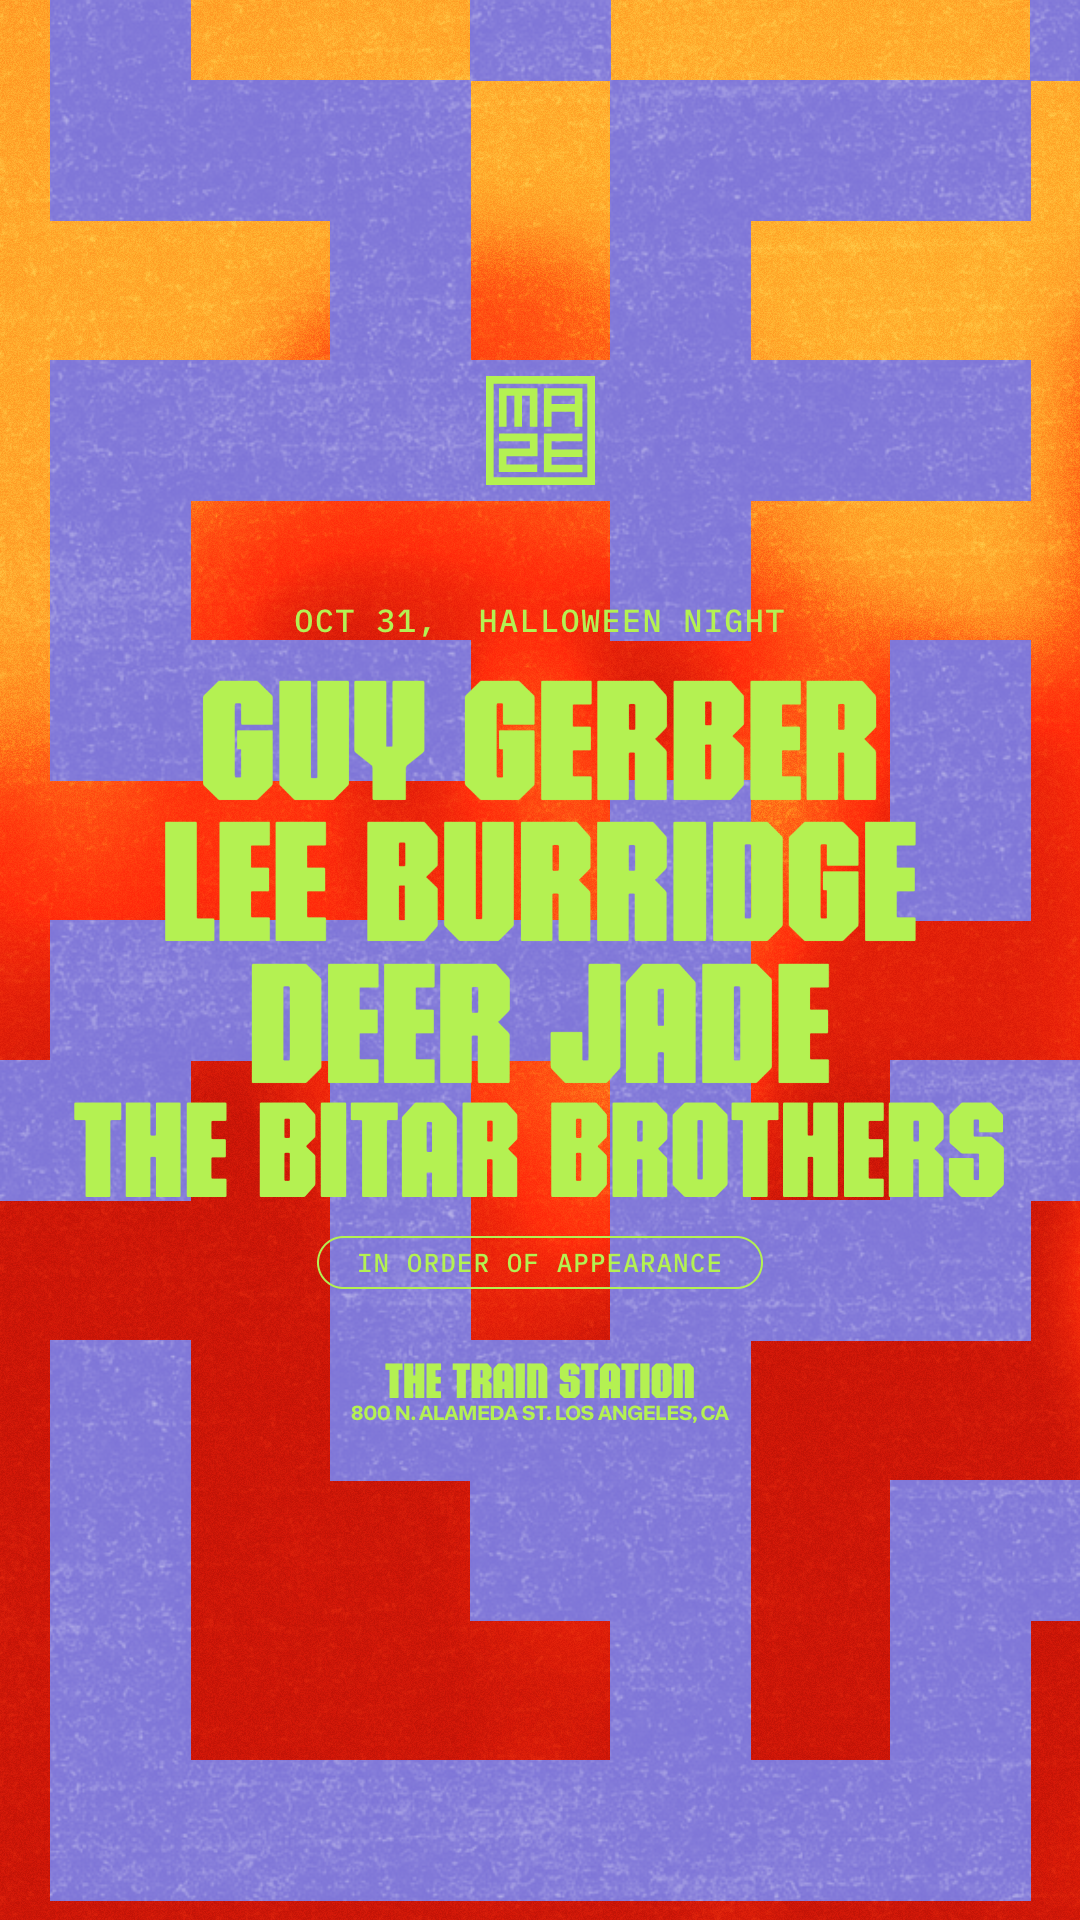 MA
ZE
OCT 31, HALLOWEEN NIGHT
GUY GERBER
LEE BURRIDGE
DEER JADE
THE BITAR BROTHERS
IN ORDER OF APPEARANCE
THE TRAIN STATION
800 N. ALAMEDA ST. LOS ANGELES, CA